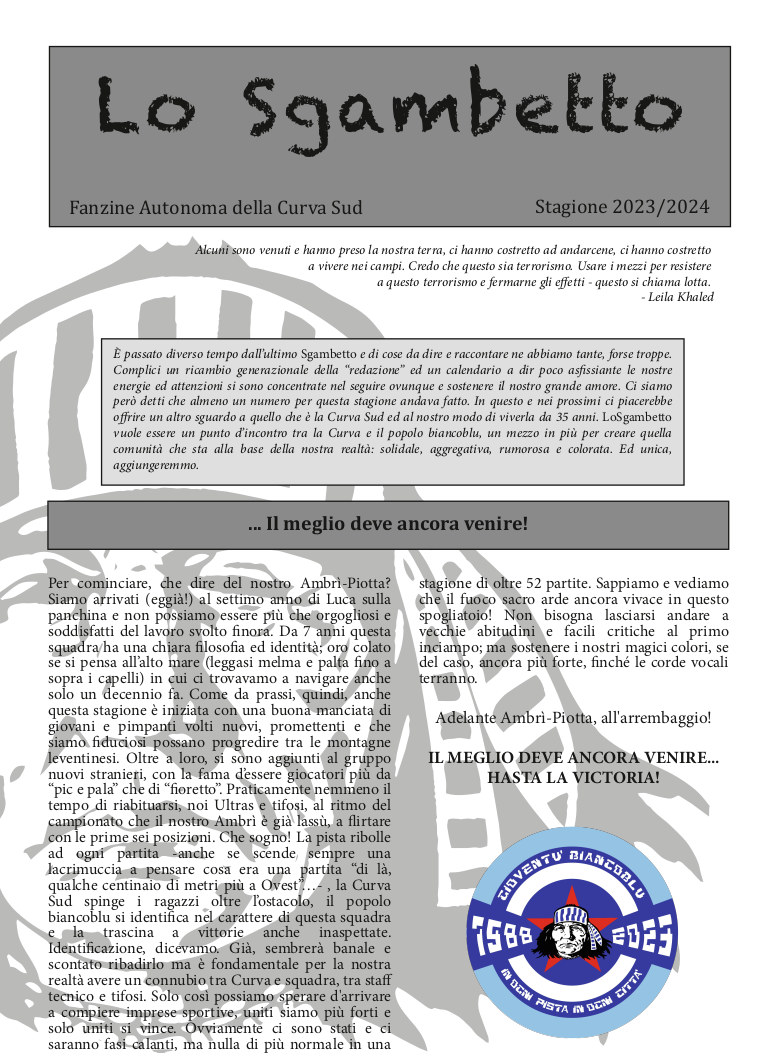 Lo Sgambetto
Fanzine Autonoma della Curva Sud
Stagione 2023/2024
Alcuni sono venuti e hanno preso la nostra terra, ci hanno costretto ad andarcene, ci hanno costretto
a vivere nei campi. Credo che questo sia terrorismo. Usare i mezzi per resistere
a questo terrorismo e fermarne gli effetti - questo si chiama lotta.
- Leila Khaled
È passato diverso tempo dall'ultimo Sgambetto e di cose da dire e raccontare ne abbiamo tante, forse troppe.
Complici un ricambio generazionale della “redazione” ed un calendario a dir poco asfissiante le nostre
energie ed attenzioni si sono concentrate nel seguire ovunque e sostenere il nostro grande amore. Ci siamo
però detti che almeno un numero per questa stagione andava fatto. In questo e nei prossimi ci piacerebbe
offrire un altro sguardo a quello che è la Curva Sud ed al nostro modo di viverla da 35 anni. LoSgambetto
vuole essere un punto d'incontro tra la Curva e il popolo biancoblu, un mezzo in più per creare quella
comunità che sta alla base della nostra realtà: solidale, aggregativa, rumorosa e colorata. Ed unica,
aggiungeremmo.
... Il meglio deve ancora venire!
Per cominciare, che dire del nostro Ambrì-Piotta?
Siamo arrivati (eggià!) al settimo anno di Luca sulla
panchina e non possiamo essere più che orgogliosi e
soddisfatti del lavoro svolto finora. Da 7 anni questa
squadra ha una chiara filosofia ed identità; oro colato
se si pensa all'alto mare (leggasi melma e palta fino a
sopra i capelli) in cui ci trovavamo a navigare anche
solo un decennio fa. Come da prassi, quindi, anche
questa stagione è iniziata con una buona manciata di
giovani e pimpanti volti nuovi, promettenti e che
siamo fiduciosi possano progredire tra le montagne
leventinesi. Oltre a loro, si sono aggiunti al gruppo
nuovi stranieri, con la fama d'essere giocatori più da
“pic e pala” che di “fioretto”. Praticamente nemmeno il
tempo di riabituarsi, noi Ultras e tifosi, al ritmo del
campionato che il nostro Ambrì è già lassù, a flirtare
con le prime sei posizioni. Che sogno! La pista ribolle
ad ogni partita -anche se scende sempre una
lacrimuccia a pensare cosa era una partita “di là,
qualche centinaio di metri più a Ovest”…- , la Curva
Sud spinge i ragazzi oltre l'ostacolo, il popolo
biancoblu si identifica nel carattere di questa squadra
e la trascina a vittorie anche inaspettate.
Identificazione, dicevamo. Già, sembrerà banale e
scontato ribadirlo ma è fondamentale per la nostra
realtà avere un connubio tra Curva e squadra, tra staff
tecnico e tifosi. Solo così possiamo sperare d'arrivare
a compiere imprese sportive, uniti siamo più forti e
solo uniti si vince. Ovviamente ci sono stati e ci
saranno fasi calanti, ma nulla di più normale in una
stagione di oltre 52 partite. Sappiamo e vediamo
che il fuoco sacro arde ancora vivace in questo
spogliatoio! Non bisogna lasciarsi andare a
vecchie abitudini e facili critiche al primo
inciampo; ma sostenere i nostri magici colori, se
del caso, ancora più forte, finché le corde vocali
terranno.
Adelante Ambrì-Piotta, all'arrembaggio!
IL MEGLIO DEVE ANCORA VENIRE...
HASTA LA VICTORIA!
GIOVENTU' BIANCOBLU
1988 2023
IN OGNI PISTA IN OGNI CITTA'